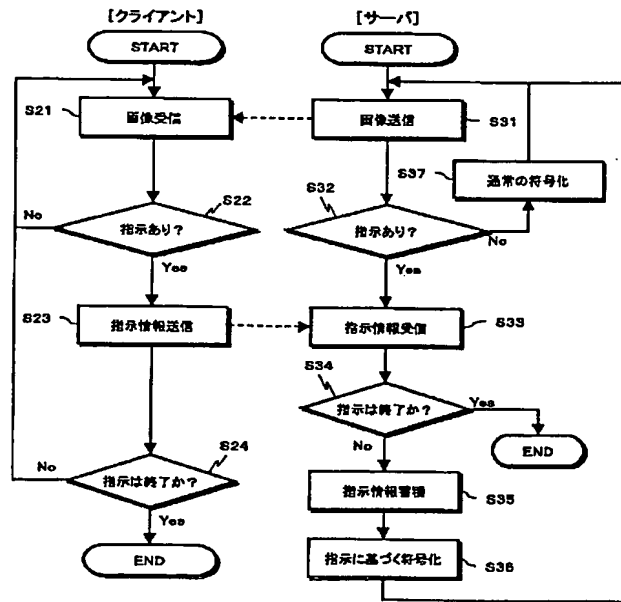 [クライアント]
START
S21
画像受信
S22
指示あり?
No
Yes
S23
指示情報送信
S24
指示は終了か?
No
Yes
END
[サーバ]
START
画像送信
S31
S37
通常の符号化
S32
指示あり?
No
Yes
指示情報受信
S33
S34
指示は終了か?
Yes
No
END
指示情報蓄積
S35
指示に基づく符号化
S36